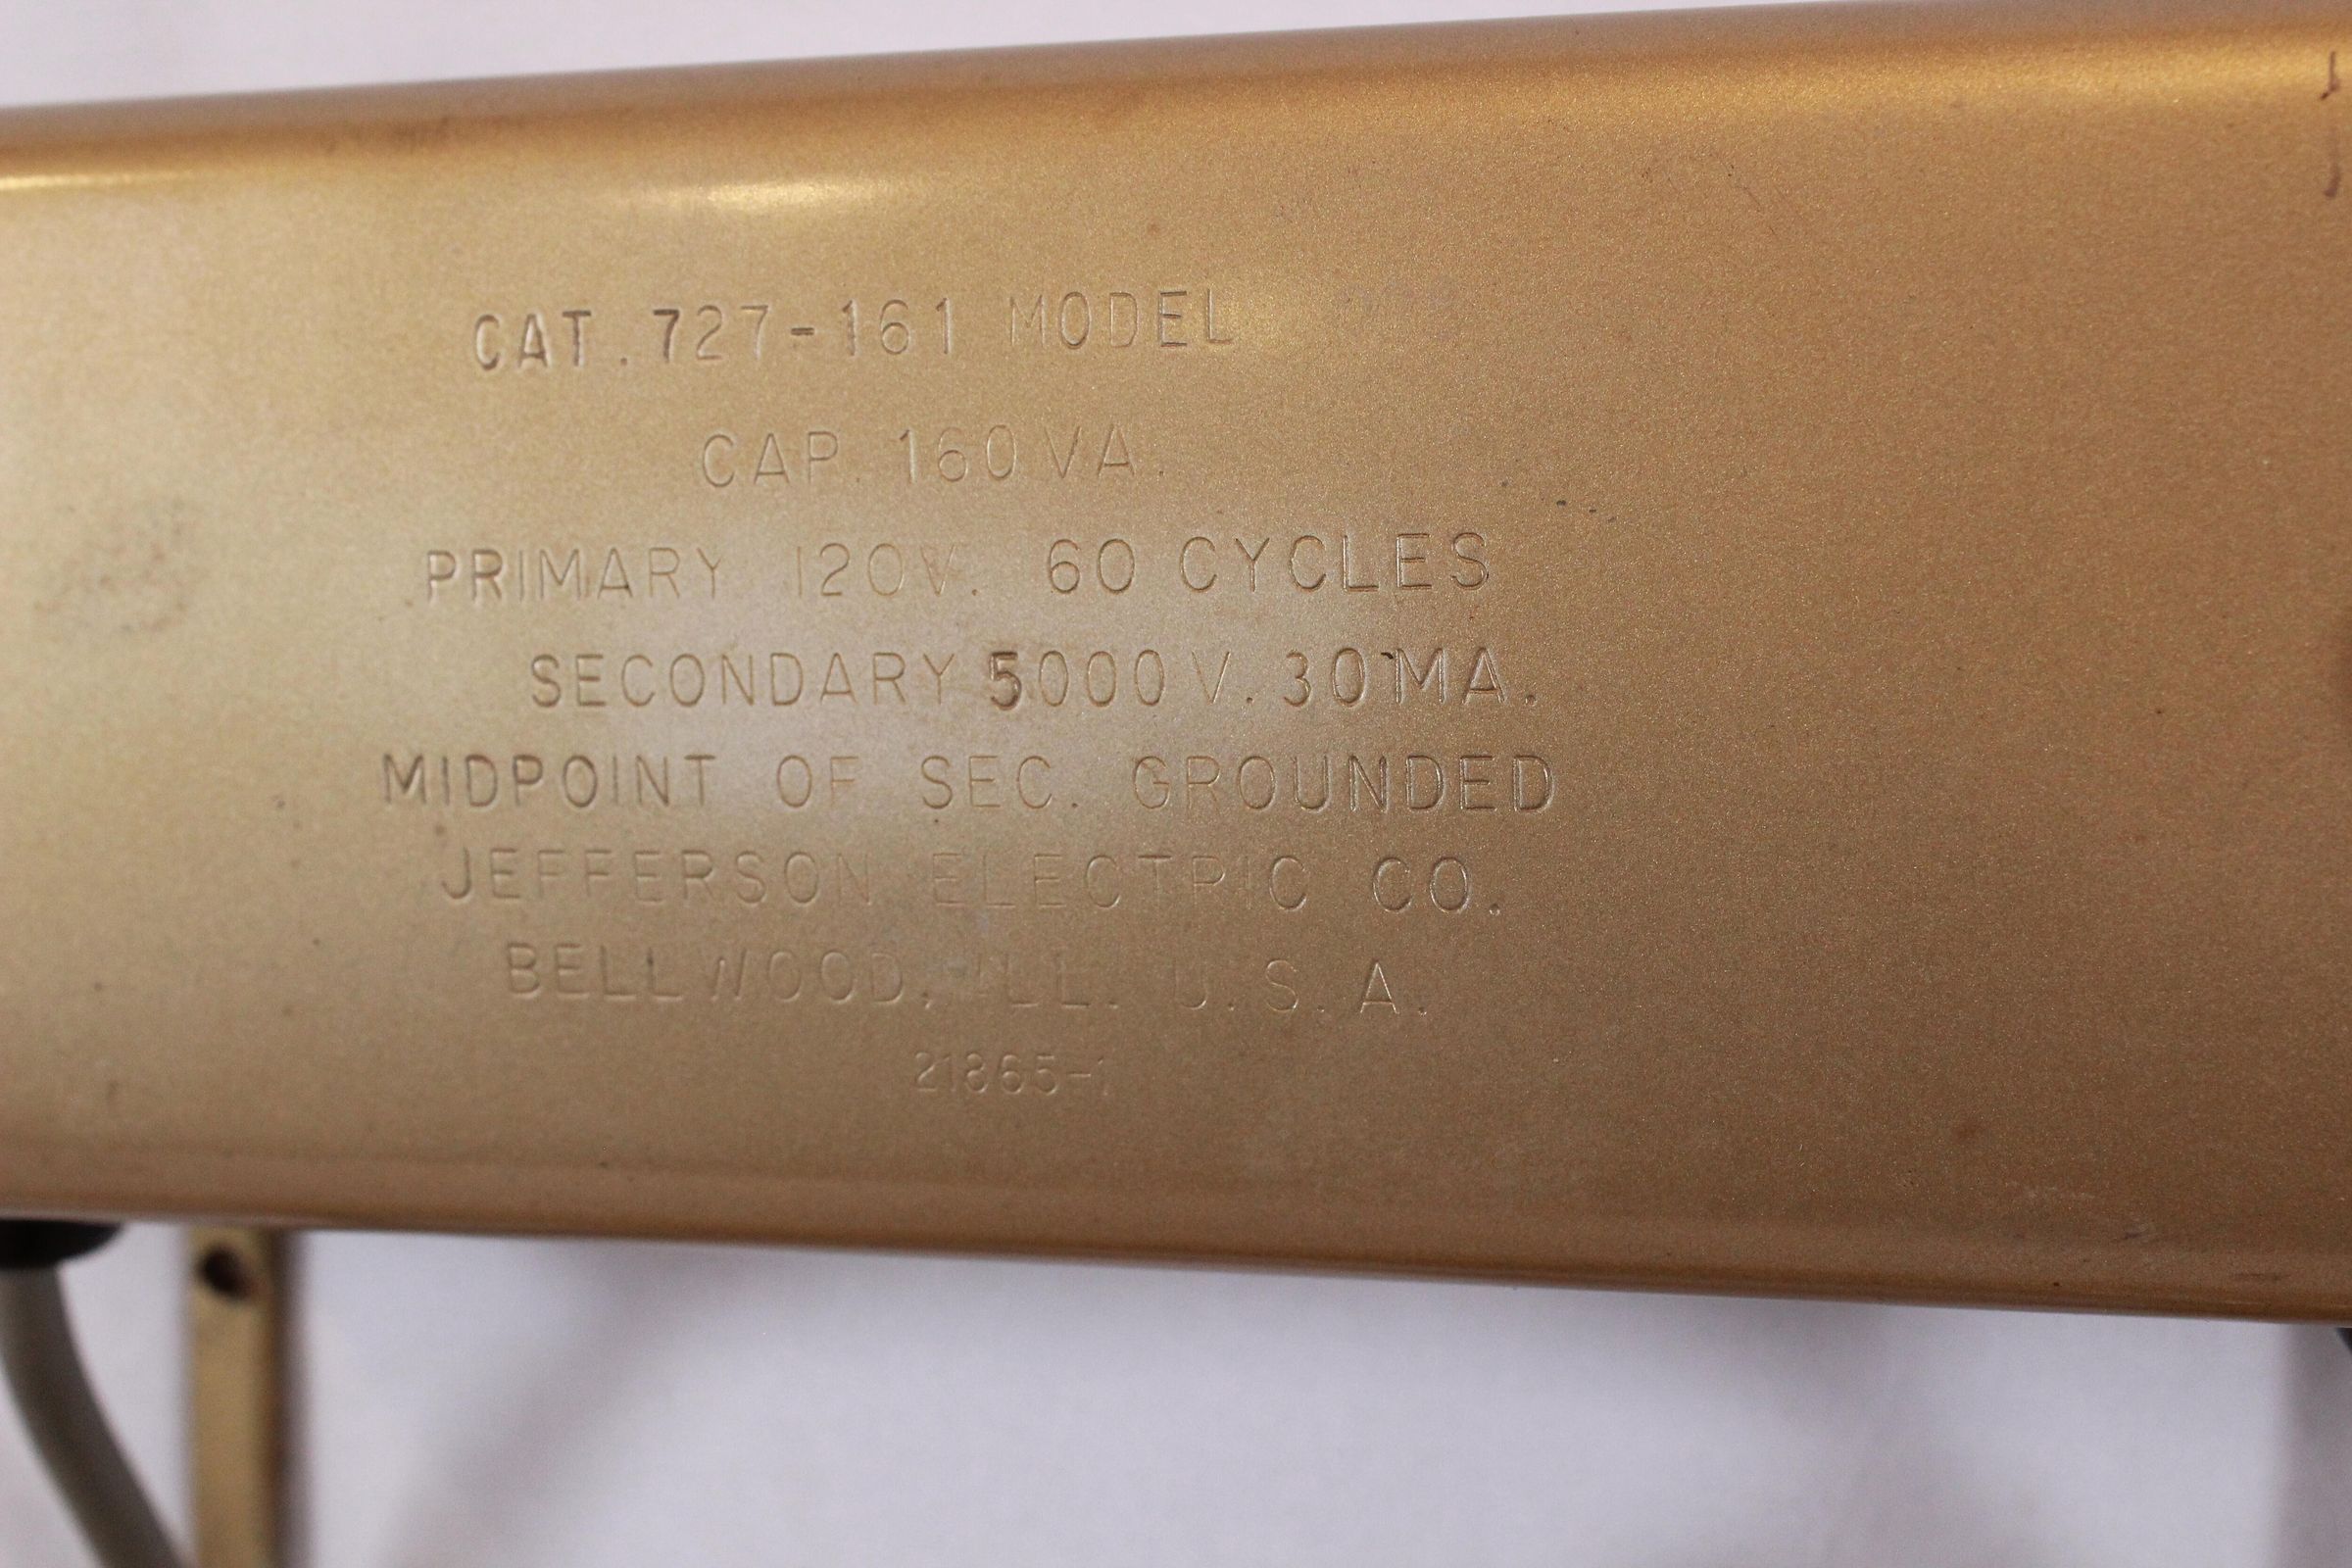 CAT. 727-161 MODEL
CAP. 160 VA.
PRIMARY 120V. 60 CYCLES
SECONDARY 5000 V. 30 MA.
MIDPOINT OF SEC. GROUNDED
JEFFERSON ELECTRIC CO.
BELLWOOD, ILL. U.S.A.
21865-1